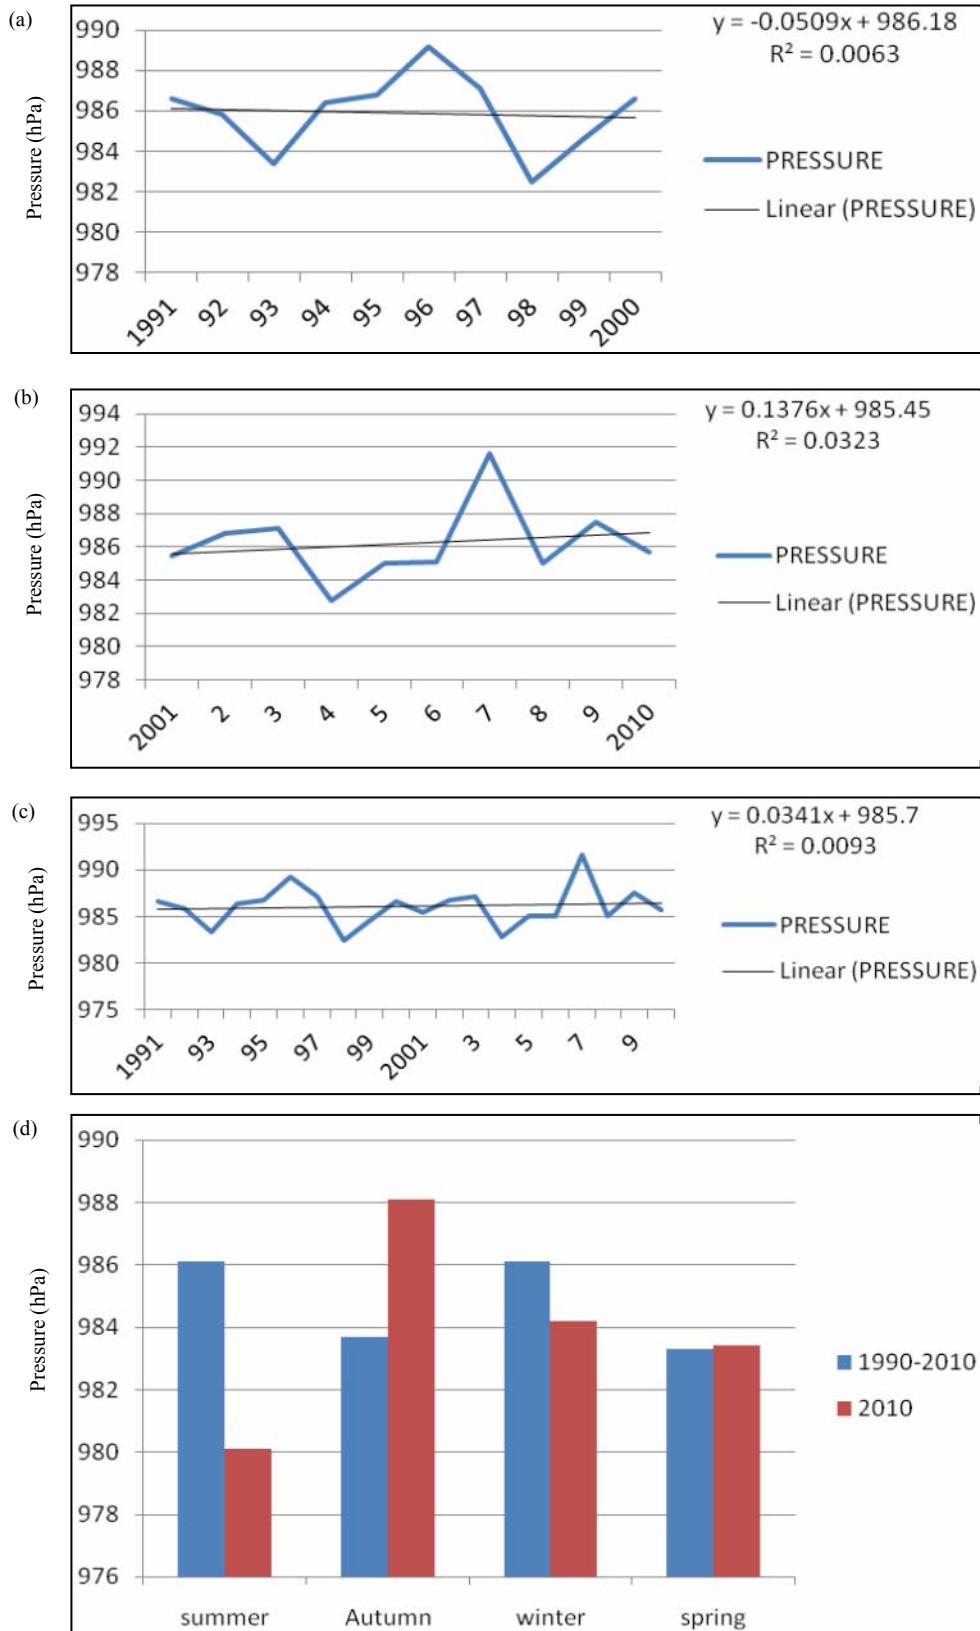 (a)
y = -0.0509x + 986.18
R² = 0.0063
Pressure (hPa)
990
988
986
984
982
980
978
1991 92 93 94 95 96 97 98 99 2000
PRESSURE
Linear (PRESSURE)
(b)
y = 0.1376x + 985.45
R² = 0.0323
Pressure (hPa)
994
992
990
988
986
984
982
980
978
2001 2 3 4 5 6 7 8 9 2010
PRESSURE
Linear (PRESSURE)
(c)
y = 0.0341x + 985.7
R² = 0.0093
Pressure (hPa)
995
990
985
980
975
1991 93 95 97 99 2001 3 5 7 9
PRESSURE
Linear (PRESSURE)
(d)
Pressure (hPa)
990
988
986
984
982
980
978
976
summer Autumn winter spring
1990-2010
2010